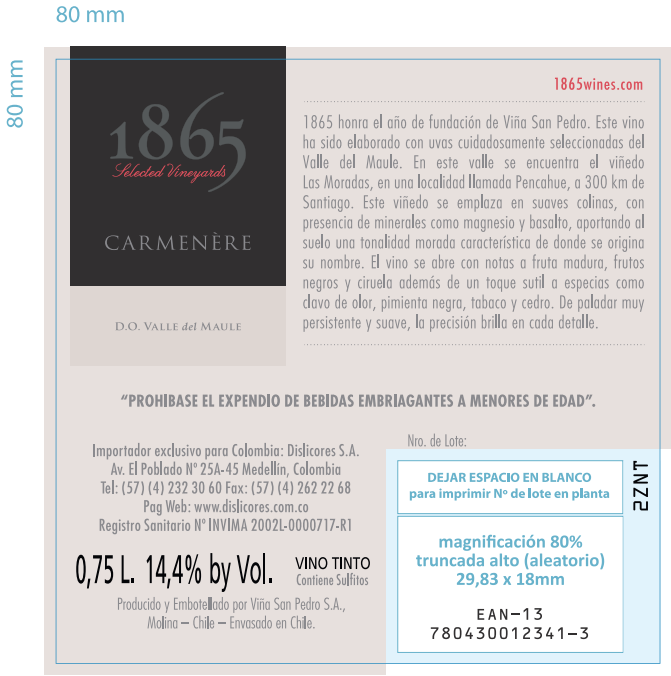 80 mm
80 mm
1865
Selected Vineyards
CARMENÈRE
D.O. VALLE del MAULE
1865wines.com
1865 honra el año de fundación de Viña San Pedro. Este vino
ha sido elaborado con uvas cuidadosamente seleccionadas del
Valle del Maule. En este valle se encuentra el viñedo
Las Moradas, en una localidad llamada Pencahue, a 300 km de
Santiago. Este viñedo se emplaza en suaves colinas, con
presencia de minerales como magnesio y basalto, aportando al
suelo una tonalidad morada característica de donde se origina
su nombre. El vino se abre con notas a fruta madura, frutos
negros y ciruela además de un toque sutil a especias como
clavo de olor, pimienta negra, tabaco y cedro. De paladar muy
persistente y suave, la precisión brilla en cada detalle.
“PROHIBASE EL EXPENDIO DE BEBIDAS EMBRIAGANTES A MENORES DE EDAD”.
Importador exclusivo para Colombia: Dislicores S.A.
Av. El Poblado N° 25A-45 Medellín, Colombia
Tel: (57) (4) 232 30 60 Fax: (57) (4) 262 22 68
Pag Web: www.dislicores.com.co
Registro Sanitario N° INVIMA 2002L-0000717-R1
0,75 L. 14,4% by Vol.
VINO TINTO
Contiene Sulfitos
Producido y Embotellado por Viña San Pedro S.A.,
Molina – Chile – Envasado en Chile.
Nro. de Lote:
DEJAR ESPACIO EN BLANCO
para imprimir Nº de lote en planta
2ZNT
magnificación 80%
truncada alto (aleatorio)
29,83 x 18mm
EAN-13
780430012341-3